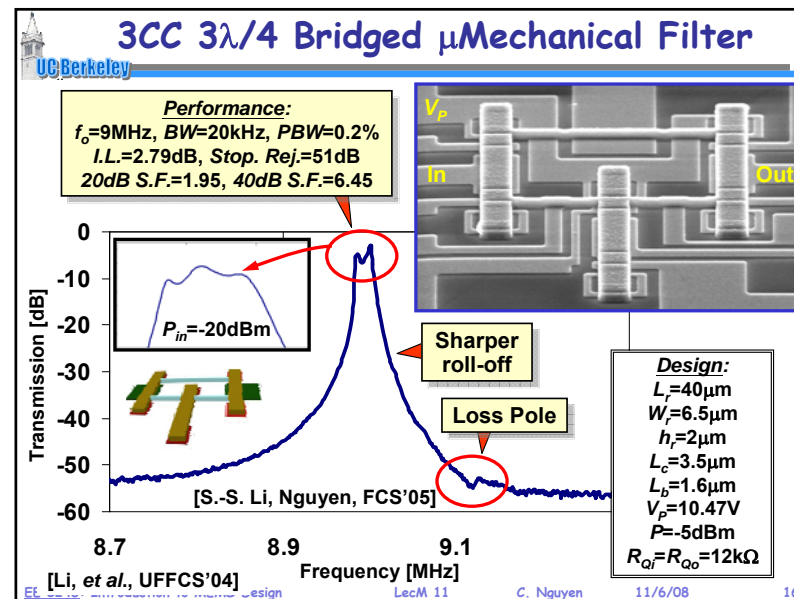 3CC 3λ/4 Bridged μMechanical Filter
UC Berkeley
Performance:
fo=9MHz, BW=20kHz, PBW=0.2%
I.L.=2.79dB, Stop. Rej.=51dB
20dB S.F.=1.95, 40dB S.F.=6.45
VP
In
Out
0
-10
-20
-30
-40
-50
-60
Transmission [dB]
Pin=-20dBm
Sharper
roll-off
Loss Pole
Design:
Lr=40μm
Wr=6.5μm
hr=2μm
Lc=3.5μm
Lb=1.6μm
VP=10.47V
P=-5dBm
RQi=RQo=12kΩ
[S.-S. Li, Nguyen, FCS'05]
8.7
8.9
9.1
Frequency [MHz]
[Li, et al., UFFCS'04]
Design
LecM 11
C. Nguyen
11/6/08
16